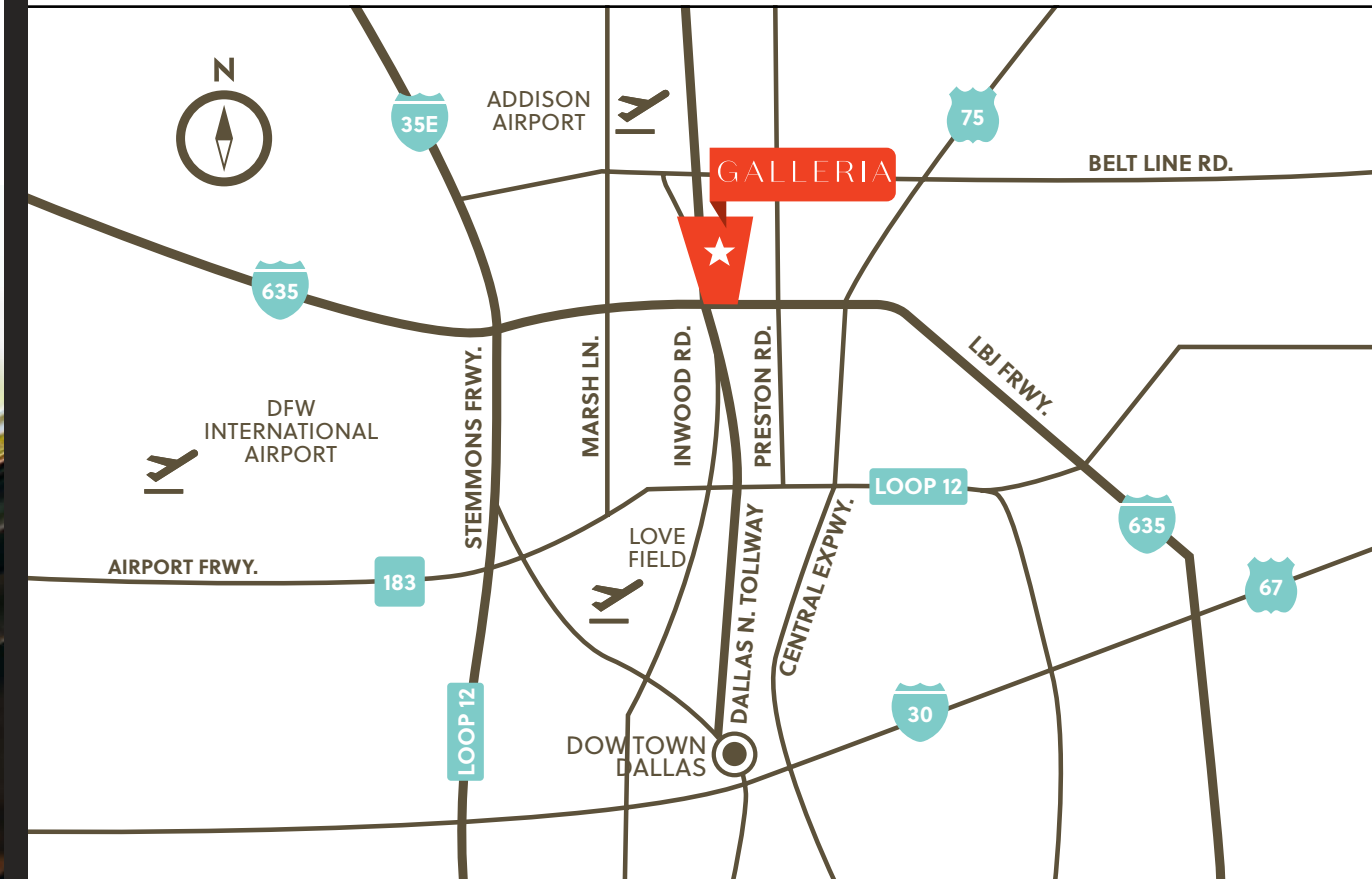 N
ADDISON
AIRPORT
35E
75
GALLERIA
BELT LINE RD.
635
STEMMONS FRWY.
MARSH LN.
INWOOD RD.
PRESTON RD.
LBJ FRWY.
DFW
INTERNATIONAL
AIRPORT
LOOP 12
635
LOVE
FIELD
AIRPORT FRWY.
183
67
DALLAS N. TOLLWAY
CENTRAL EXPWY.
30
LOOP 12
DOW TOWN
DALLAS